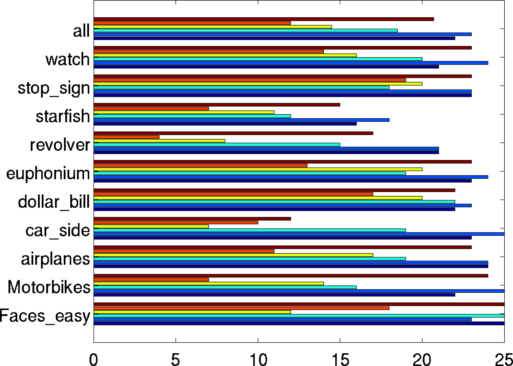 all
watch
stop_sign
starfish
revolver
euphonium
dollar_bill
car_side
airplanes
Motorbikes
Faces_easy
0 5 10 15 20 25